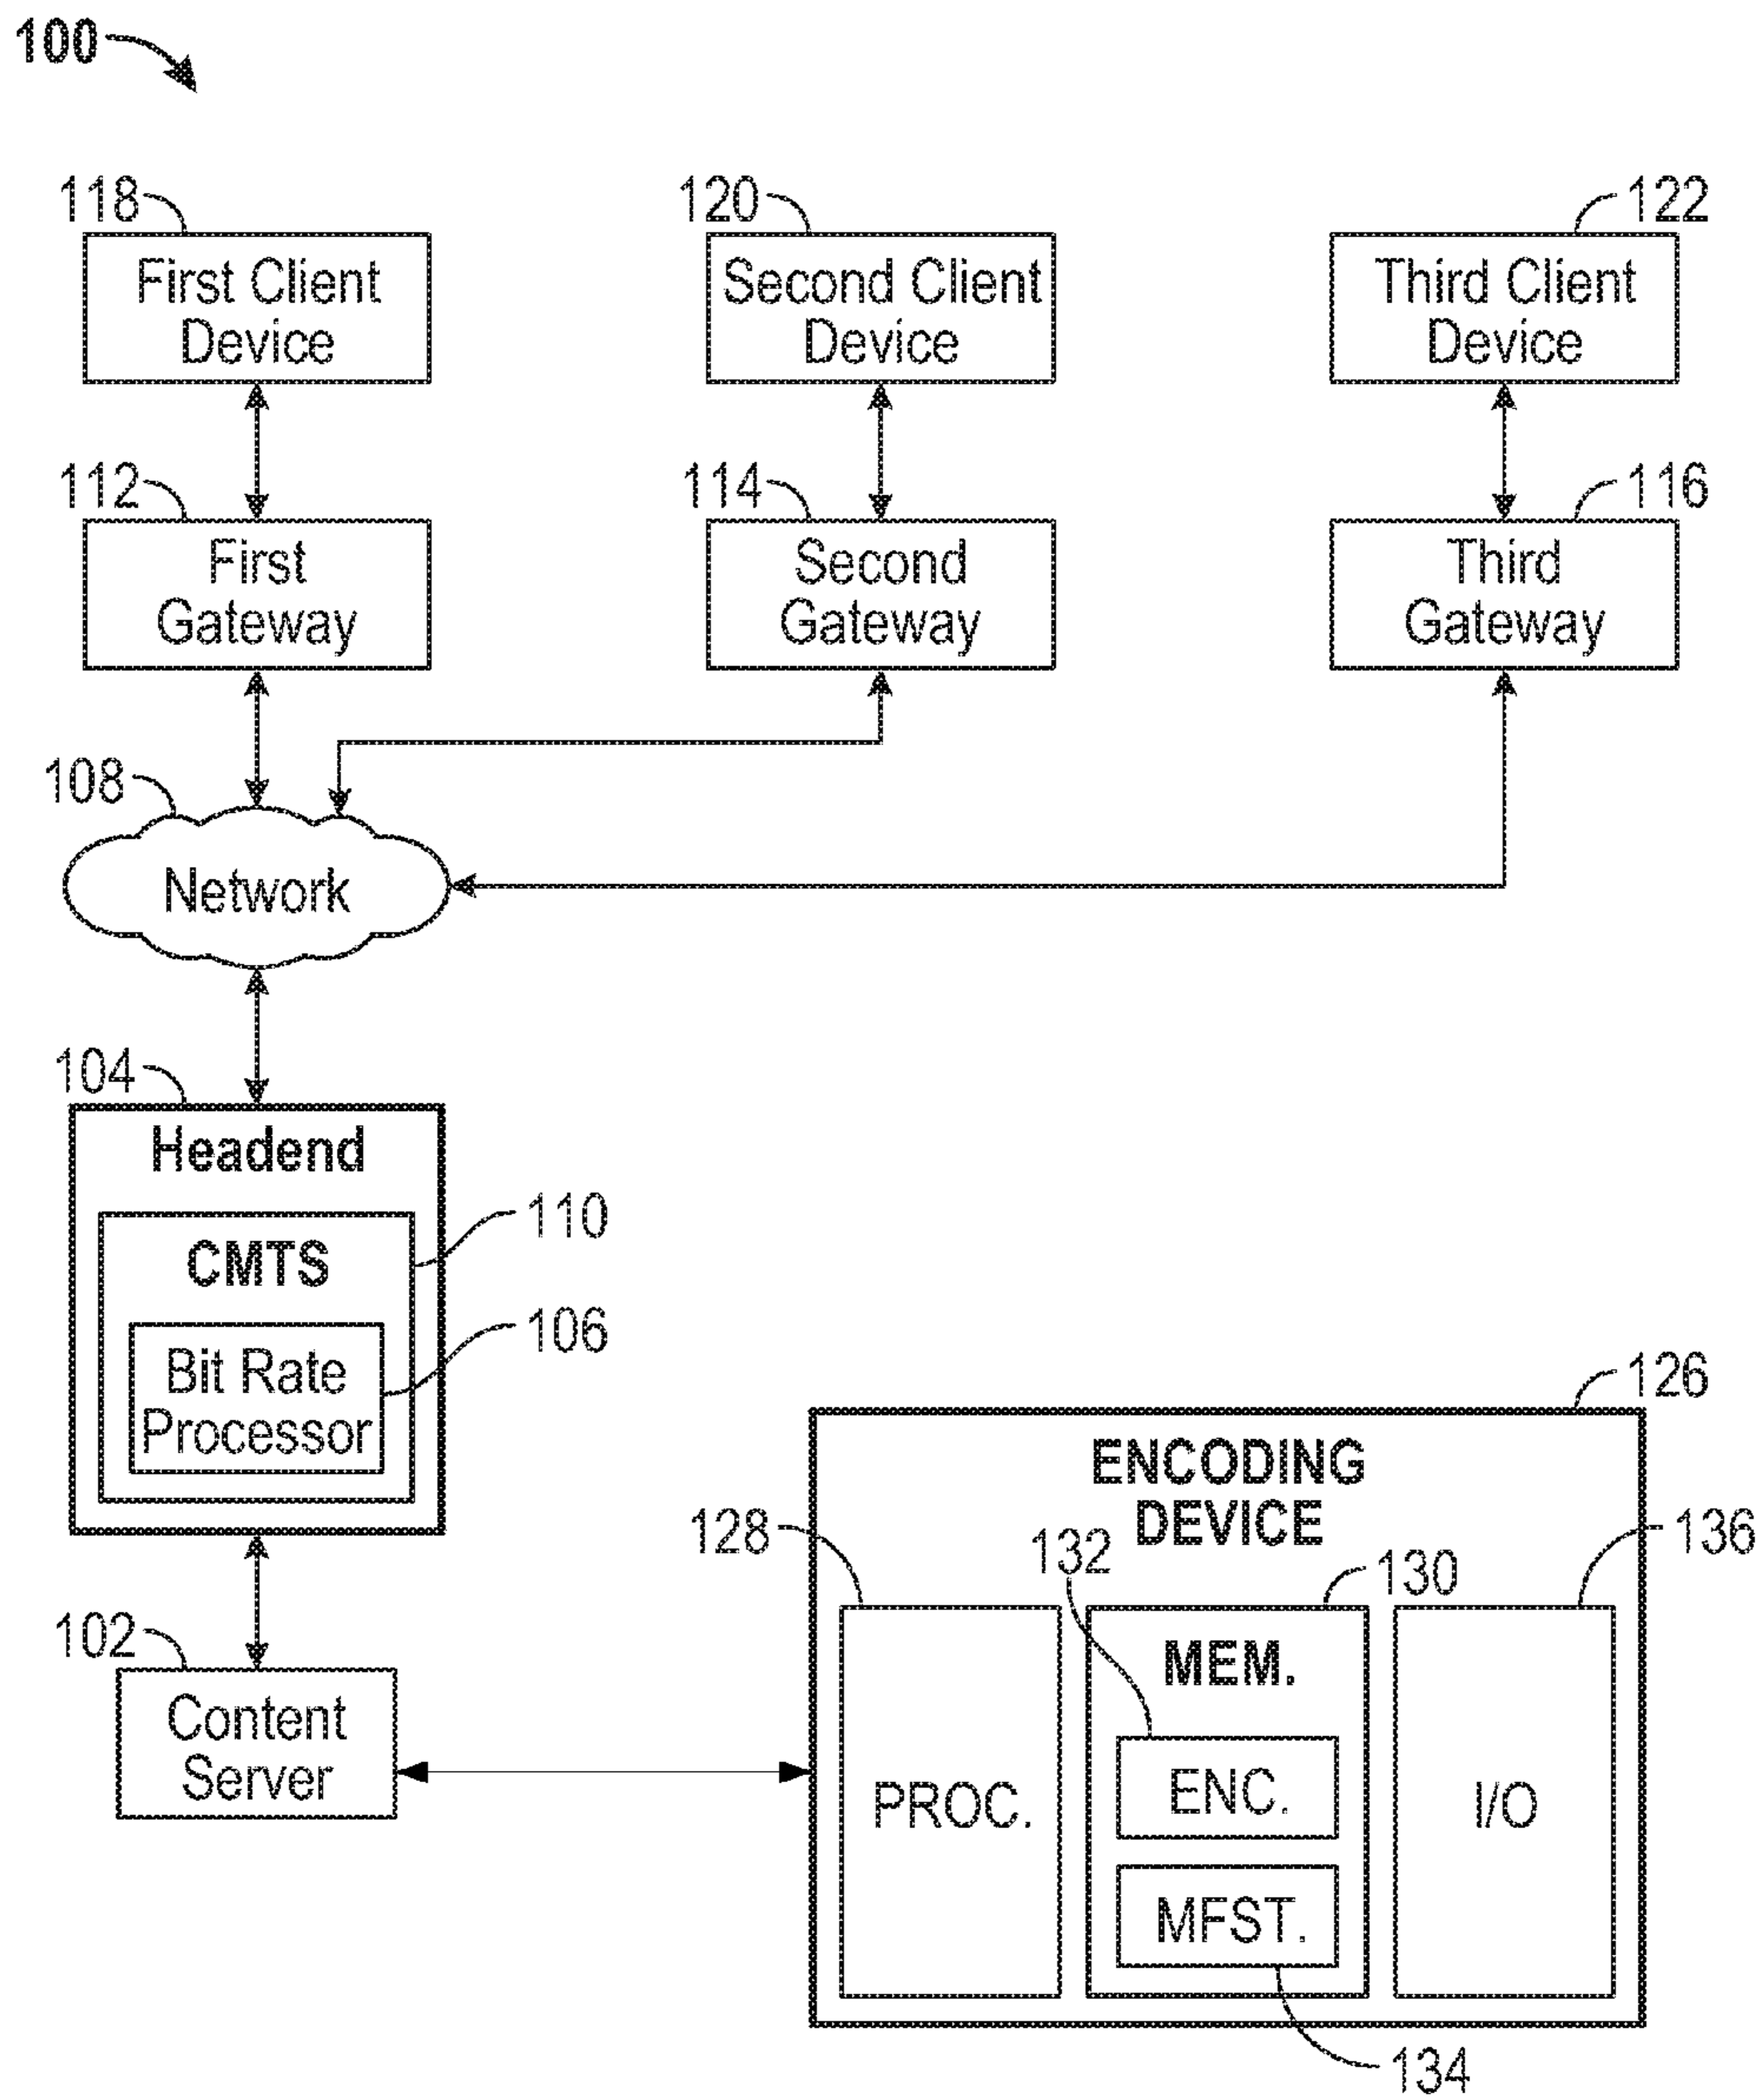 100
118
120
122
First Client
Device
Second Client
Device
Third Client
Device
112
114
116
First
Gateway
Second
Gateway
Third
Gateway
108
Network
104
Headend
110
CMTS
106
Bit Rate
Processor
126
ENCODING
DEVICE
128
132
130
136
102
MEM.
Content
Server
PROC.
ENC.
I/O
MFST.
134